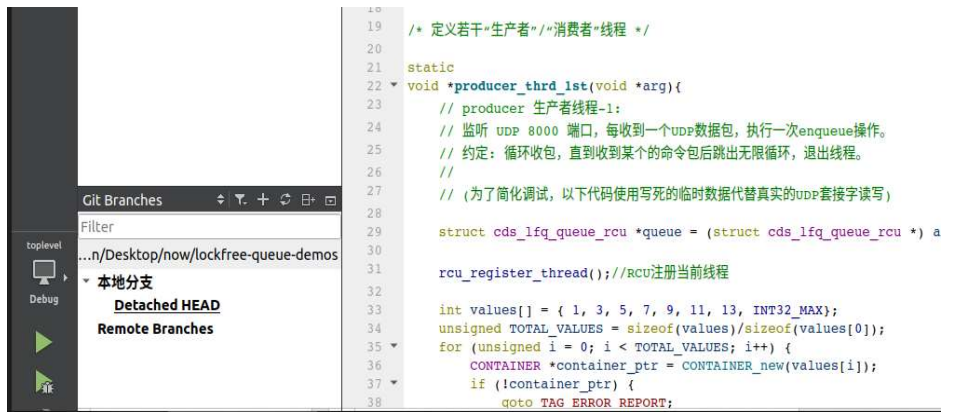 Git Branches
Filter
...n/Desktop/now/lockfree-queue-demos
本地分支
Detached HEAD
Remote Branches
toplevel
Debug
18
19 /* 定义若干“生产者”/“消费者”线程 */
20
21 static
22 void *producer_thrd_1st(void *arg){
23 // producer 生产者线程-1:
24 // 监听 UDP 8000 端口，每收到一个UDP数据包，执行一次enqueue操作。
25 // 约定：循环收包，直到收到某个的命令包后跳出无限循环，退出线程。
26 //
27 // (为了简化调试，以下代码使用写死的临时数据代替真实的UDP套接字读写)
28
29 struct cds_lfq_queue_rcu *queue = (struct cds_lfq_queue_rcu *) a
30
31 rcu_register_thread();//RCU注册当前线程
32
33 int values[] = { 1, 3, 5, 7, 9, 11, 13, INT32_MAX};
34 unsigned TOTAL_VALUES = sizeof(values)/sizeof(values[0]);
35 for (unsigned i = 0; i < TOTAL_VALUES; i++) {
36 CONTAINER *container_ptr = CONTAINER_new(values[i]);
37 if (!container_ptr) {
38 goto TAG_ERROR_REPORT;